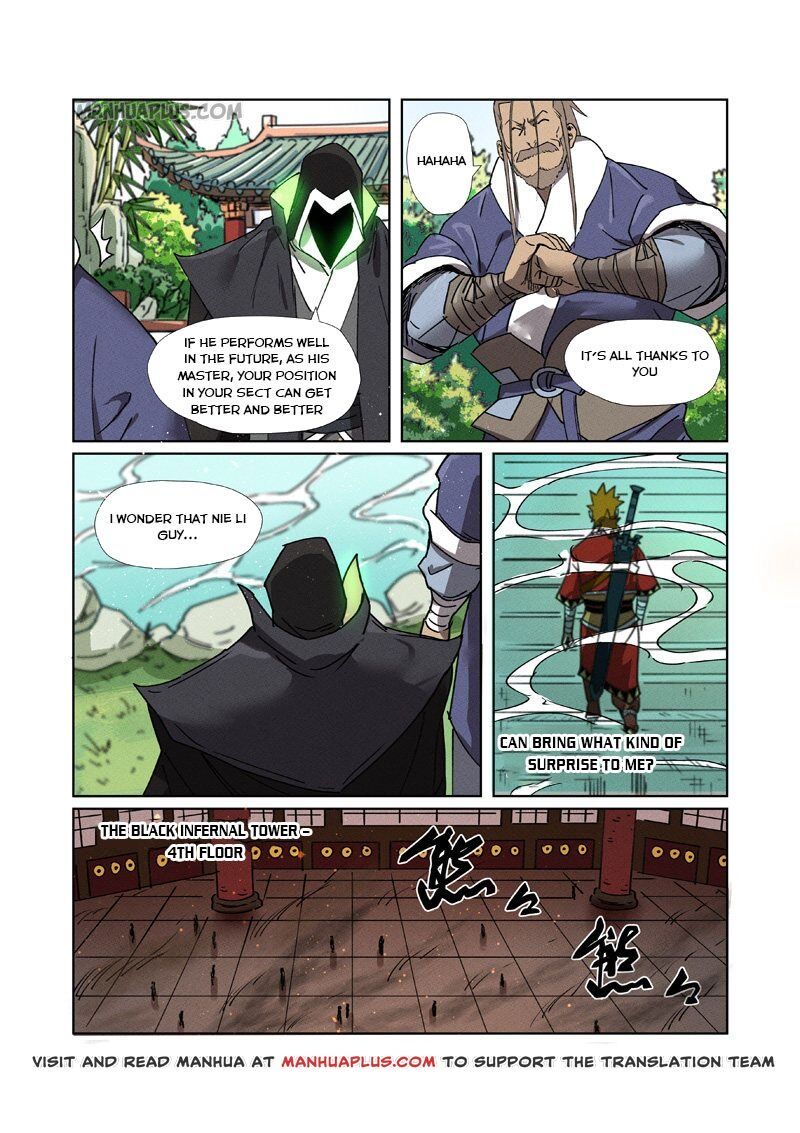 MANHUAPLUS.COM
IF HE PERFORMS WELL
IN THE FUTURE, AS HIS
MASTER, YOUR POSITION
IN YOUR SECT CAN GET
BETTER AND BETTER
HAHAHA
IT'S ALL THANKS TO
YOU
I WONDER THAT NIE LI
GUY...
CAN BRING WHAT KIND OF
SURPRISE TO ME?
THE BLACK INFERNAL TOWER –
4TH FLOOR
熊
熊
VISIT AND READ MANHUA AT MANHUAPLUS.COM TO SUPPORT THE TRANSLATION TEAM